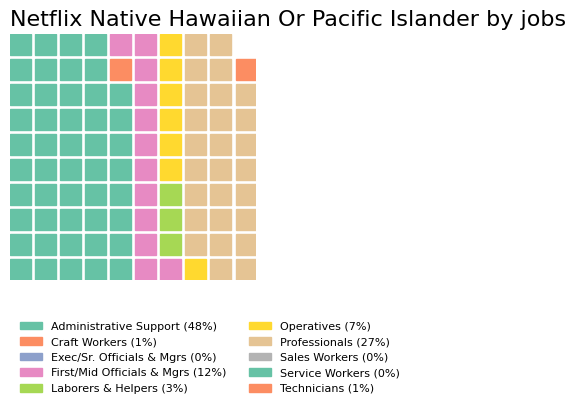 Netflix Native Hawaiian Or Pacific Islander by jobs
Administrative Support (48%)
Craft Workers (1%)
Exec/Sr. Officials & Mgrs (0%)
First/Mid Officials & Mgrs (12%)
Laborers & Helpers (3%)
Operatives (7%)
Professionals (27%)
Sales Workers (0%)
Service Workers (0%)
Technicians (1%)